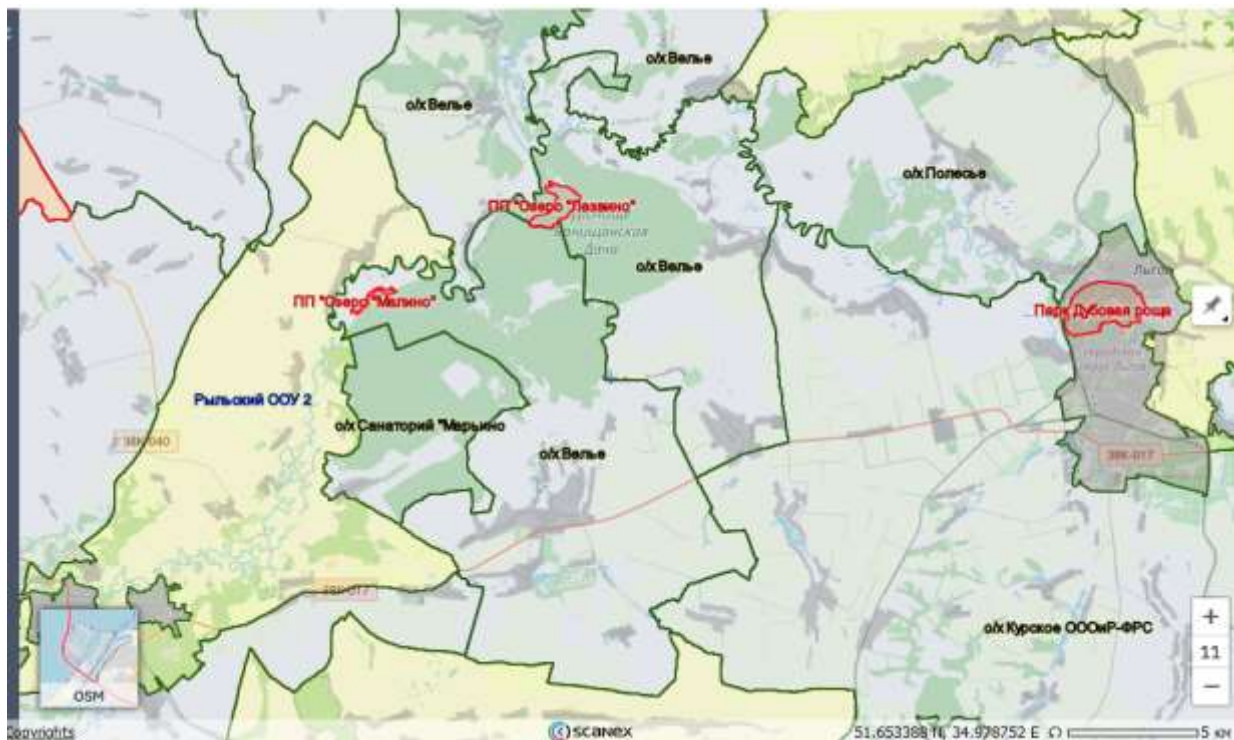 о/х Велье
о/х Велье
о/х Полесье
ПП "Озеро "Лезвино"
Дача
о/х Велье
Льгов
ПП "Озеро "Малино"
Парк Дубовая роща
Рыльский ООУ 2
о/х Санаторий "Марьино
38К-040
о/х Велье
38К-017
38К-017
о/х Курское ОООиР-ФРС
+
11
−
OSM
Copyrights
scanex
51.653388 N, 34.978752 E
5 км